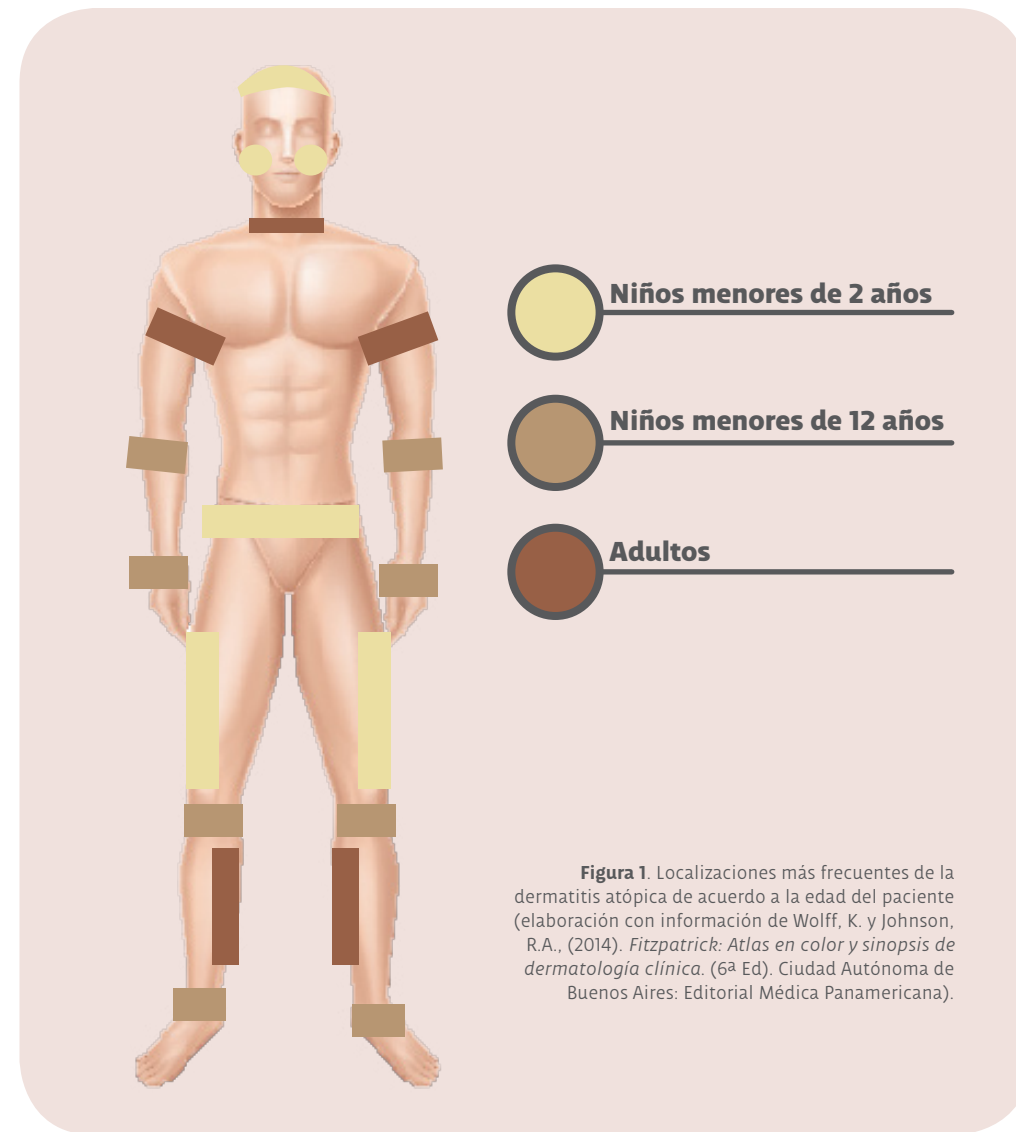 Niños menores de 2 años
Niños menores de 12 años
Adultos
Figura 1. Localizaciones más frecuentes de la
dermatitis atópica de acuerdo a la edad del paciente
(elaboración con información de Wolff, K. y Johnson,
R.A., (2014). Fitzpatrick: Atlas en color y sinopsis de
dermatología clínica. (6ª Ed). Ciudad Autónoma de
Buenos Aires: Editorial Médica Panamericana).